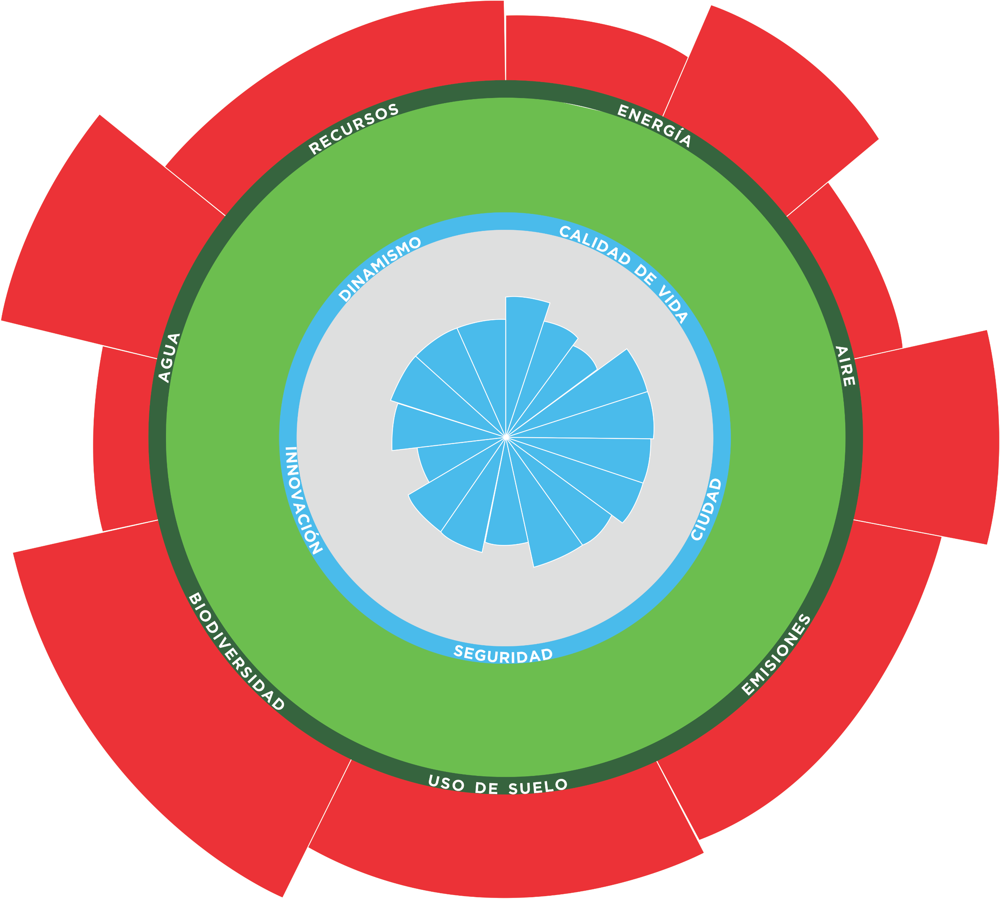 RECURSOS
ENERGÍA
AIRE
EMISIONES
USO DE SUELO
BIODIVERSIDAD
AGUA
DINAMISMO
CALIDAD DE VIDA
CIUDAD
SEGURIDAD
INNOVACIÓN